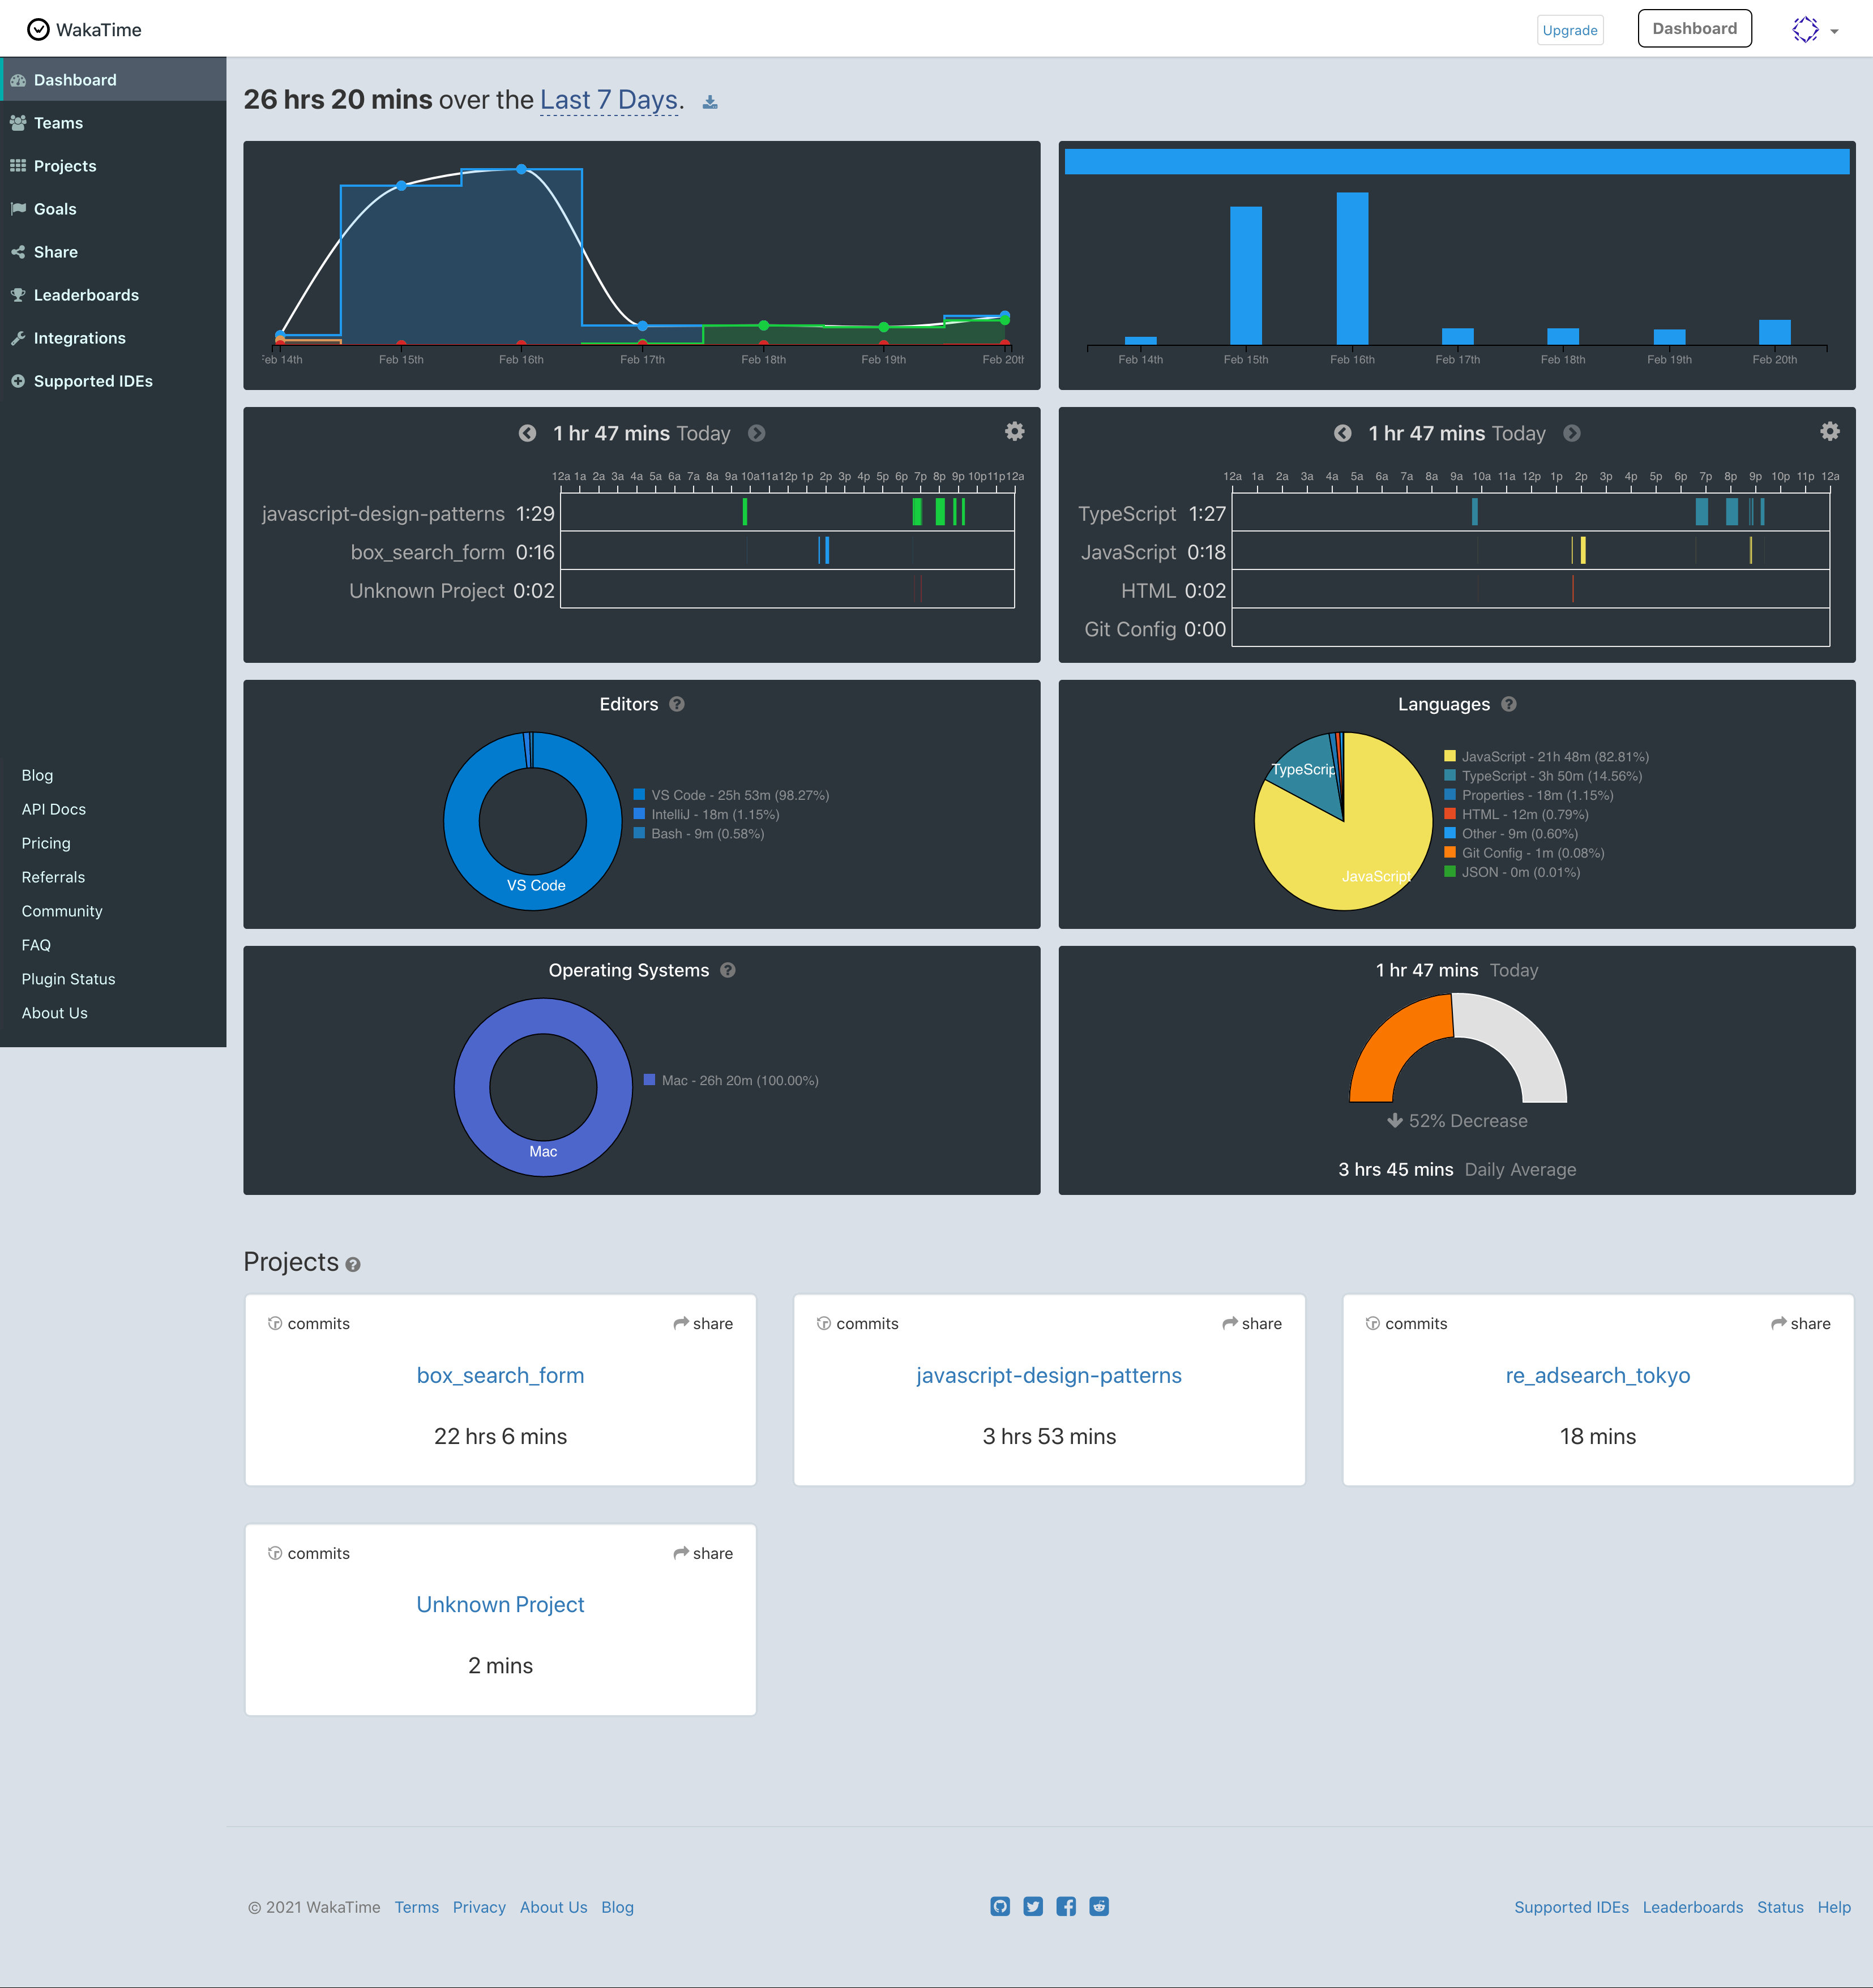 WakaTime
Upgrade
Dashboard
Dashboard
Teams
Projects
Goals
Share
Leaderboards
Integrations
Supported IDEs
Blog
API Docs
Pricing
Referrals
Community
FAQ
Plugin Status
About Us
26 hrs 20 mins over the Last 7 Days.
eb 14th Feb 15th Feb 16th Feb 17th Feb 18th Feb 19th Feb 20t
Feb 14th Feb 15th Feb 16th Feb 17th Feb 18th Feb 19th Feb 20th
1 hr 47 mins Today
12a 1a 2a 3a 4a 5a 6a 7a 8a 9a 10a 11a 12p 1p 2p 3p 4p 5p 6p 7p 8p 9p 10p 11p 12a
javascript-design-patterns 1:29
box_search_form 0:16
Unknown Project 0:02
1 hr 47 mins Today
12a 1a 2a 3a 4a 5a 6a 7a 8a 9a 10a 11a 12p 1p 2p 3p 4p 5p 6p 7p 8p 9p 10p 11p 12a
TypeScript 1:27
JavaScript 0:18
HTML 0:02
Git Config 0:00
Editors ?
VS Code - 25h 53m (98.27%)
IntelliJ - 18m (1.15%)
Bash - 9m (0.58%)
VS Code
Languages ?
TypeScrip
JavaScript
JavaScript - 21h 48m (82.81%)
TypeScript - 3h 50m (14.56%)
Properties - 18m (1.15%)
HTML - 12m (0.79%)
Other - 9m (0.60%)
Git Config - 1m (0.08%)
JSON - 0m (0.01%)
Operating Systems ?
Mac - 26h 20m (100.00%)
Mac
1 hr 47 mins Today
52% Decrease
3 hrs 45 mins Daily Average
Projects ?
commits share
box_search_form
22 hrs 6 mins
commits share
javascript-design-patterns
3 hrs 53 mins
commits share
re_adsearch_tokyo
18 mins
commits share
Unknown Project
2 mins
© 2021 WakaTime Terms Privacy About Us Blog
Supported IDEs Leaderboards Status Help